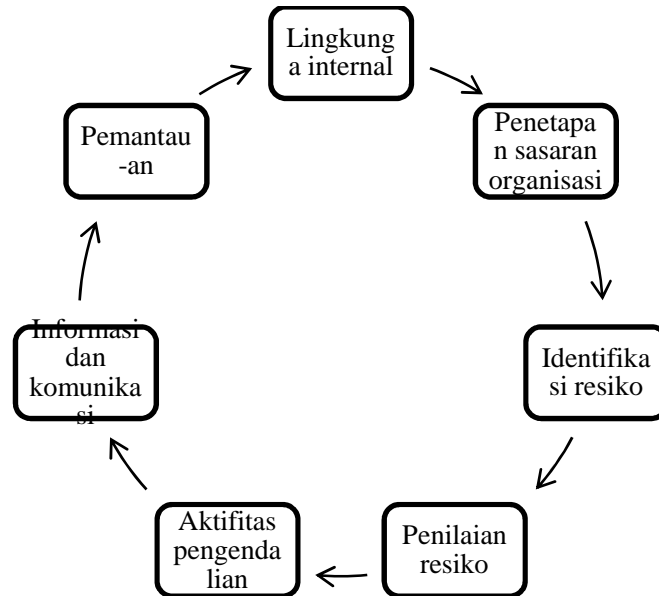 Lingkung
a internal
Penetapa
n sasaran
organisasi
Identifika
si resiko
Penilaian
resiko
Aktifitas
pengenda
lian
Informasi
dan
komunika
si
Pemantau
-an